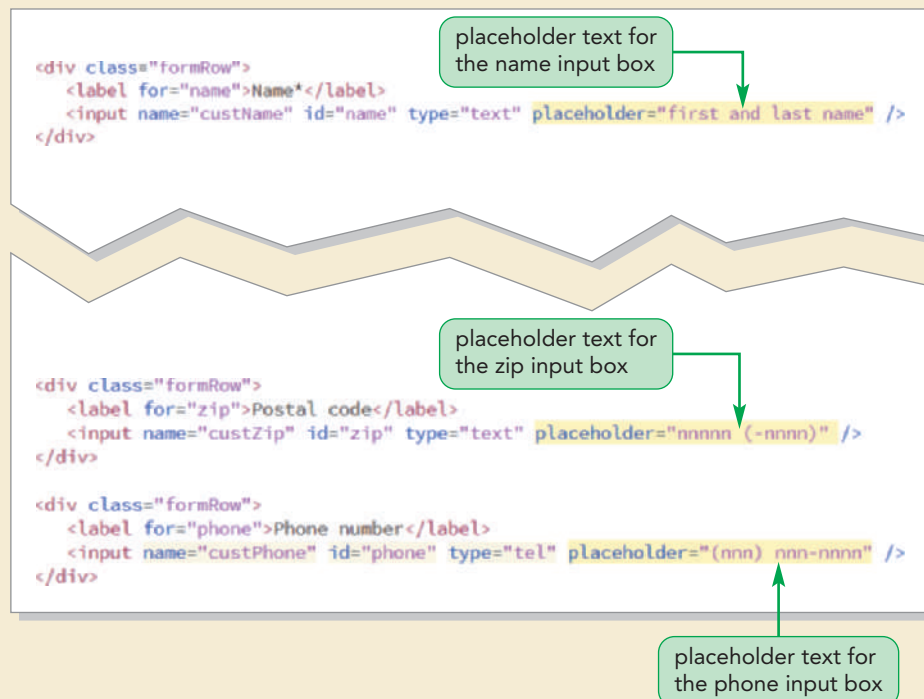 placeholder text for
the name input box
<div class="formRow">
<label for="name">Name*</label>
<input name="custName" id="name" type="text" placeholder="first and last name" />
</div>
placeholder text for
the zip input box
<div class="formRow">
<label for="zip">Postal code</label>
<input name="custZip" id="zip" type="text" placeholder="nnnnn (-nnnn)" />
</div>
<div class="formRow">
<label for="phone">Phone number</label>
<input name="custPhone" id="phone" type="tel" placeholder="(nnn) nnn-nnnn" />
</div>
placeholder text for
the phone input box